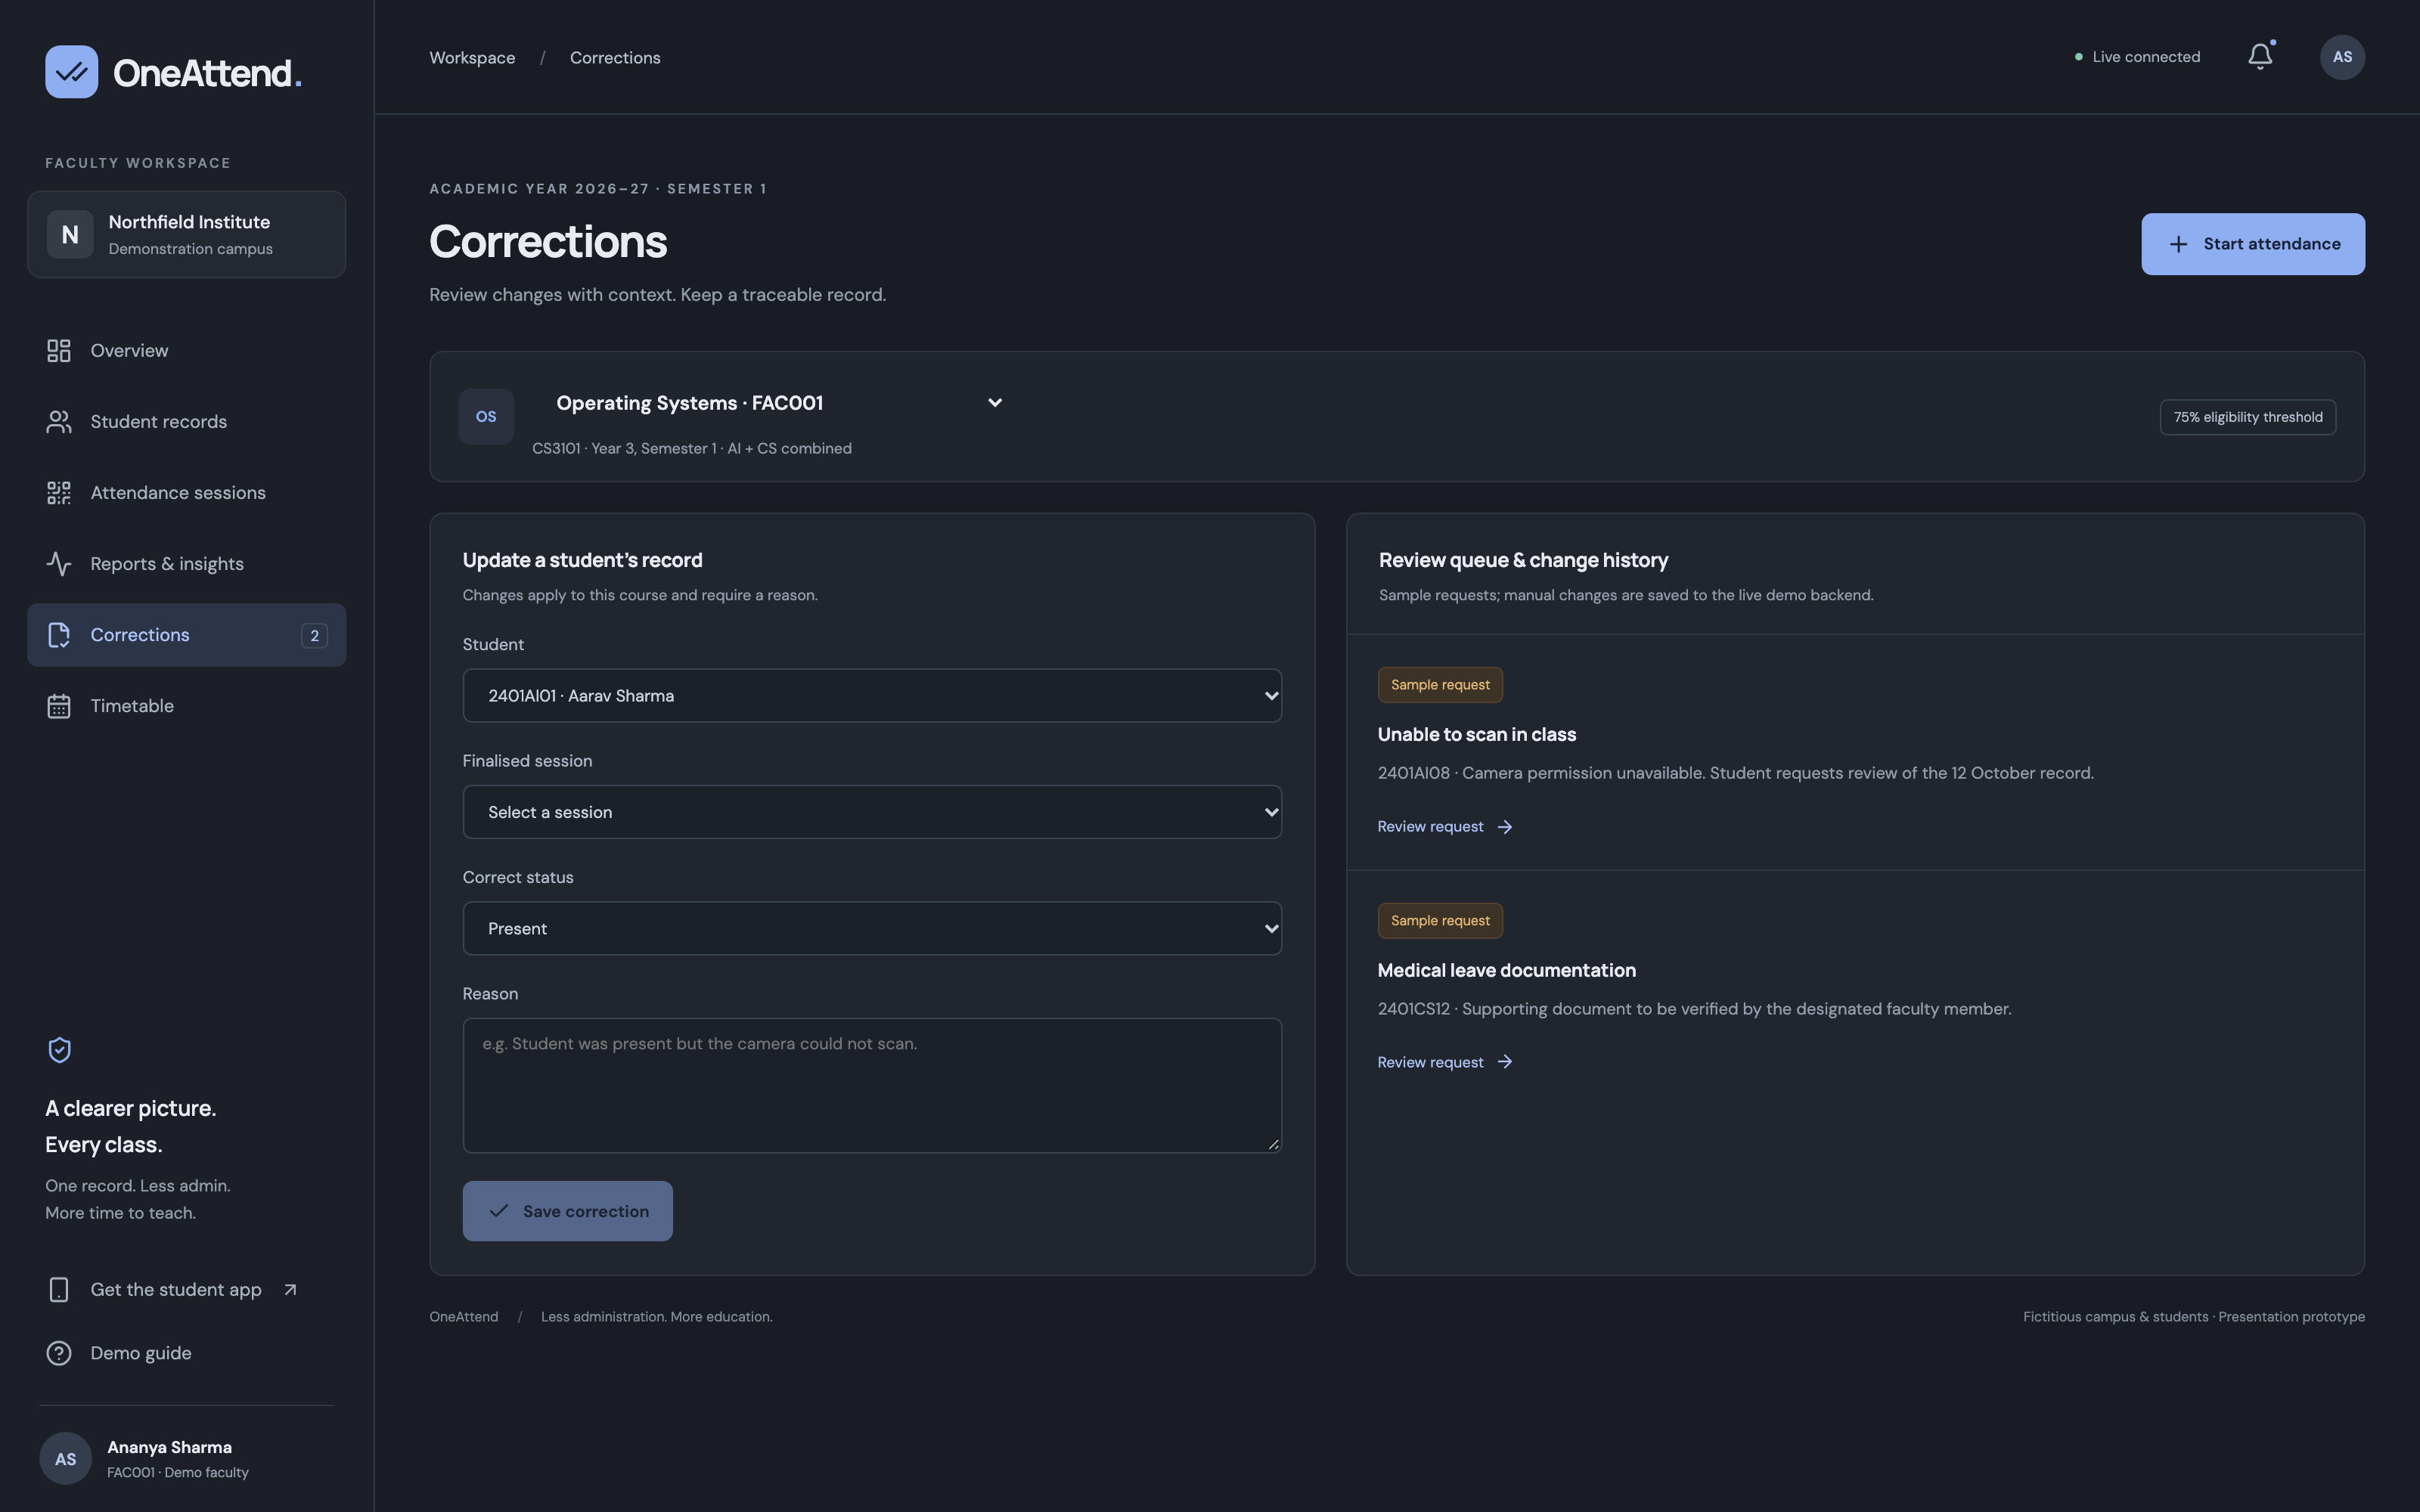 OneAttend.
FACULTY WORKSPACE
N
Northfield Institute
Demonstration campus
Overview
Student records
Attendance sessions
Reports & insights
Corrections
2
Timetable
A clearer picture.
Every class.
One record. Less admin.
More time to teach.
Get the student app
Demo guide
AS
Ananya Sharma
FAC001 · Demo faculty
Workspace / Corrections
Live connected
AS
ACADEMIC YEAR 2026–27 · SEMESTER 1
Corrections
Review changes with context. Keep a traceable record.
Start attendance
OS
Operating Systems · FAC001
CS3101 · Year 3, Semester 1 · AI + CS combined
75% eligibility threshold
Update a student’s record
Changes apply to this course and require a reason.
Student
2401AI01 · Aarav Sharma
Finalised session
Select a session
Correct status
Present
Reason
e.g. Student was present but the camera could not scan.
Save correction
Review queue & change history
Sample requests; manual changes are saved to the live demo backend.
Sample request
Unable to scan in class
2401AI08 · Camera permission unavailable. Student requests review of the 12 October record.
Review request
Sample request
Medical leave documentation
2401CS12 · Supporting document to be verified by the designated faculty member.
Review request
OneAttend / Less administration. More education.
Fictitious campus & students · Presentation prototype